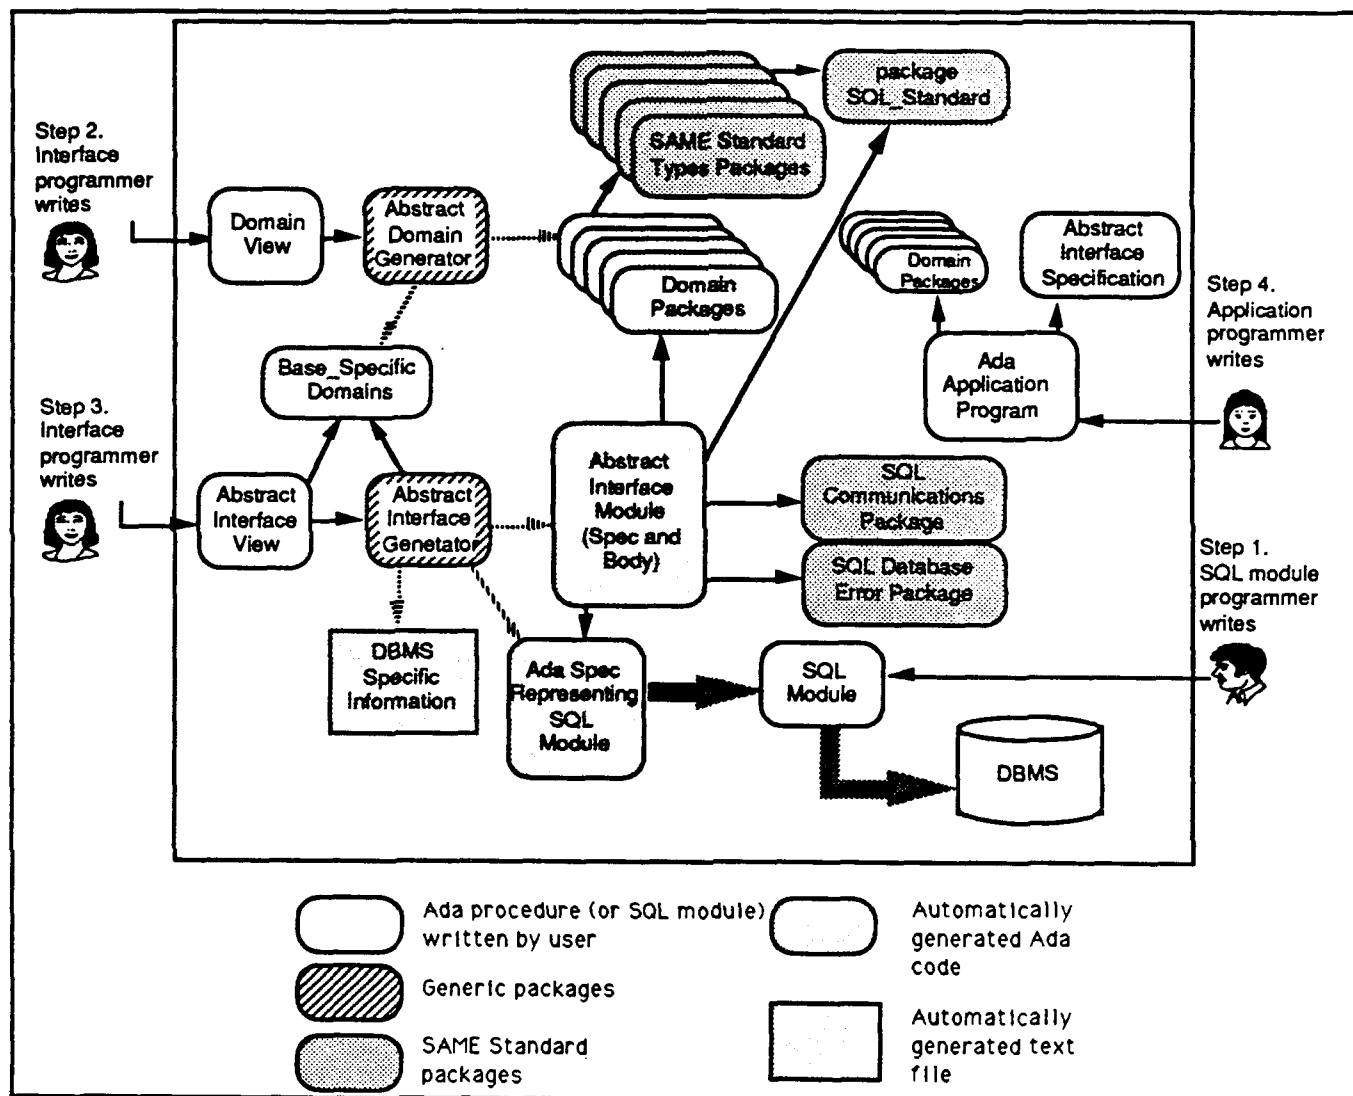 Step 2.
Interface
programmer
writes
Domain
View
Abstract
Domain
Generator
SAME Standard
Types Packages
package
SQL_Standard
Domain
Packages
Domain
Packages
Abstract
Interface
Specification
Step 4.
Application
programmer
writes
Ada
Application
Program
Base_Specific
Domains
Step 3.
Interface
programmer
writes
Abstract
Interface
View
Abstract
Interface
Genetator
Abstract
Interface
Module
(Spec and
Body)
SQL
Communications
Package
SQL Database
Error Package
Step 1.
SQL module
programmer
writes
DBMS
Specific
Information
Ada Spec
Representing
SQL
Module
SQL
Module
DBMS
Ada procedure (or SQL module)
written by user
Generic packages
SAME Standard
packages
Automatically
generated Ada
code
Automatically
generated text
file